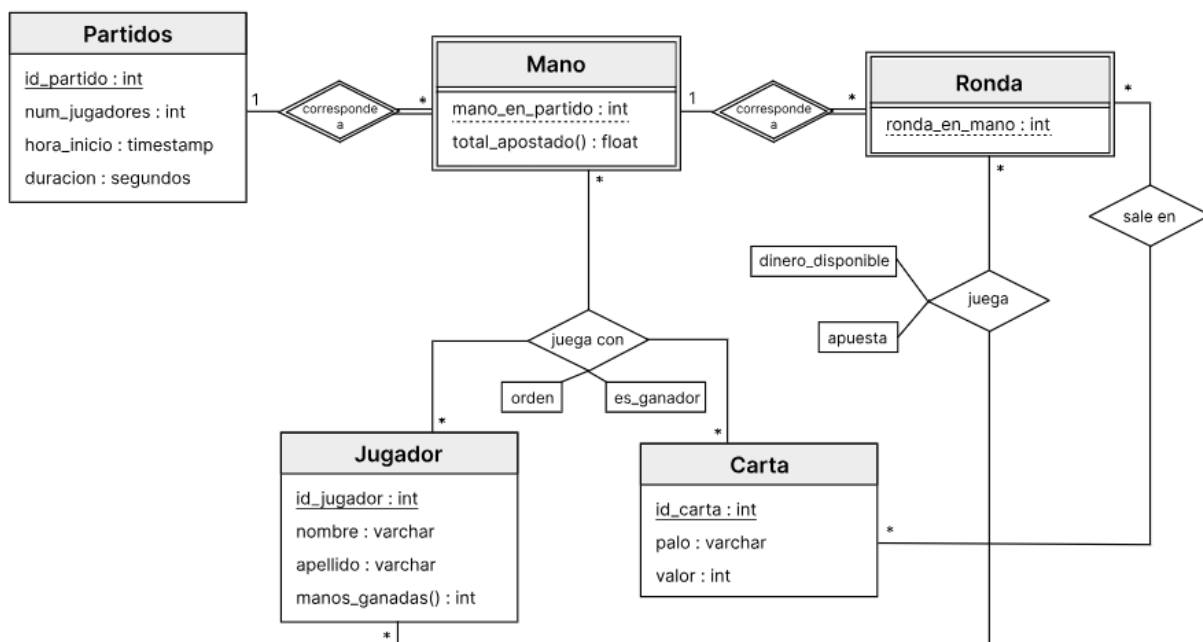 Partidos
id_partido : int
num_jugadores : int
hora_inicio : timestamp
duracion : segundos
1
corresponde
a
*
Mano
mano_en_partido : int
total_apostado() : float
1
corresponde
a
*
Ronda
ronda_en_mano : int
*
*
*
sale en
dinero_disponible
juega
apuesta
juega con
orden
es_ganador
*
*
Jugador
id_jugador : int
nombre : varchar
apellido : varchar
manos_ganadas() : int
*
Carta
id_carta : int
palo : varchar
valor : int
*